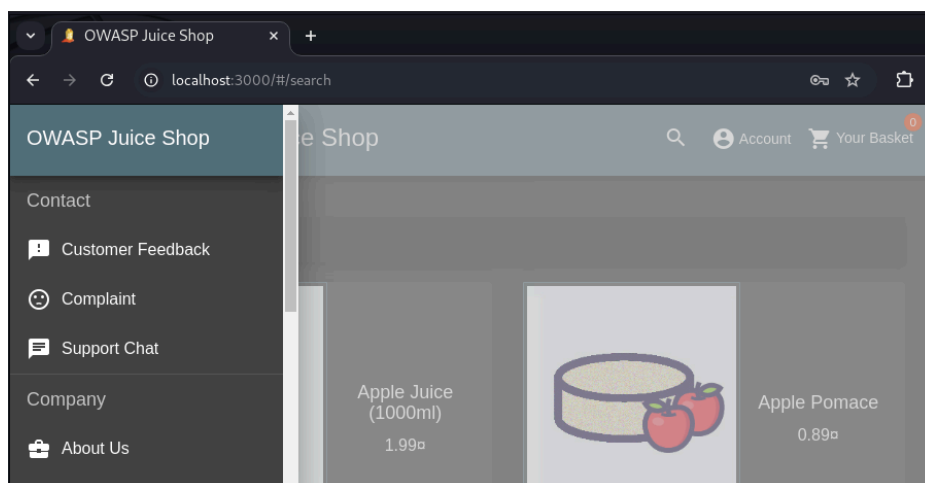 OWASP Juice Shop
localhost:3000/#/search
OWASP Juice Shop
e Shop
Account
Your Basket
0
Contact
Customer Feedback
Complaint
Support Chat
Company
About Us
Apple Juice
(1000ml)
1.99¤
Apple Pomace
0.89¤